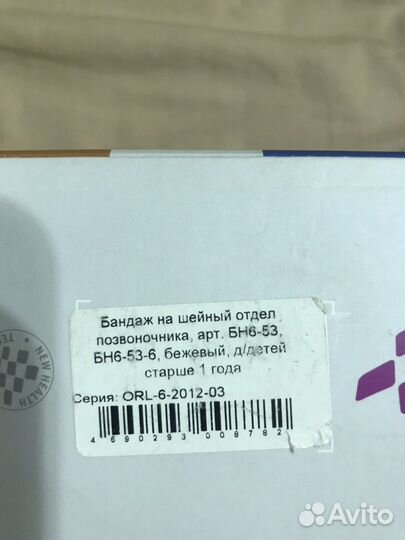 Бандаж на шейный отдел
позвоночника, арт. БН6-53,
БН6-53-6, бежевый, д/детей
старше 1 года
Серия: ORL-6-2012-03
4 690293 008782
NEW HEALTH
Avito